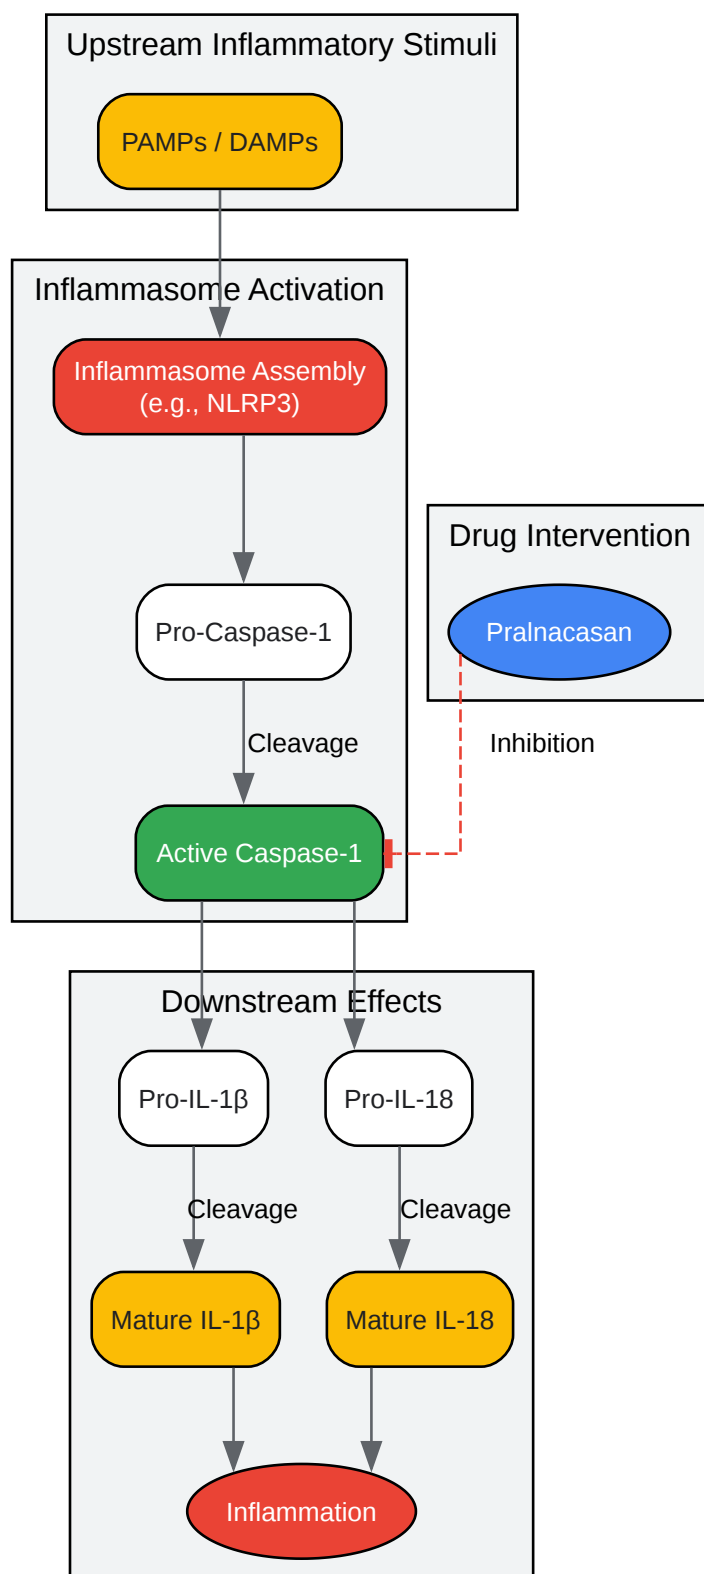 Upstream Inflammatory Stimuli
PAMPs / DAMPs
Inflammasome Activation
Inflammasome Assembly
(e.g., NLRP3)
Drug Intervention
Pro-Caspase-1
Pralnacasan
Cleavage
Inhibition
Active Caspase-1
Downstream Effects
Pro-IL-1β
Pro-IL-18
Cleavage
Cleavage
Mature IL-1β
Mature IL-18
Inflammation